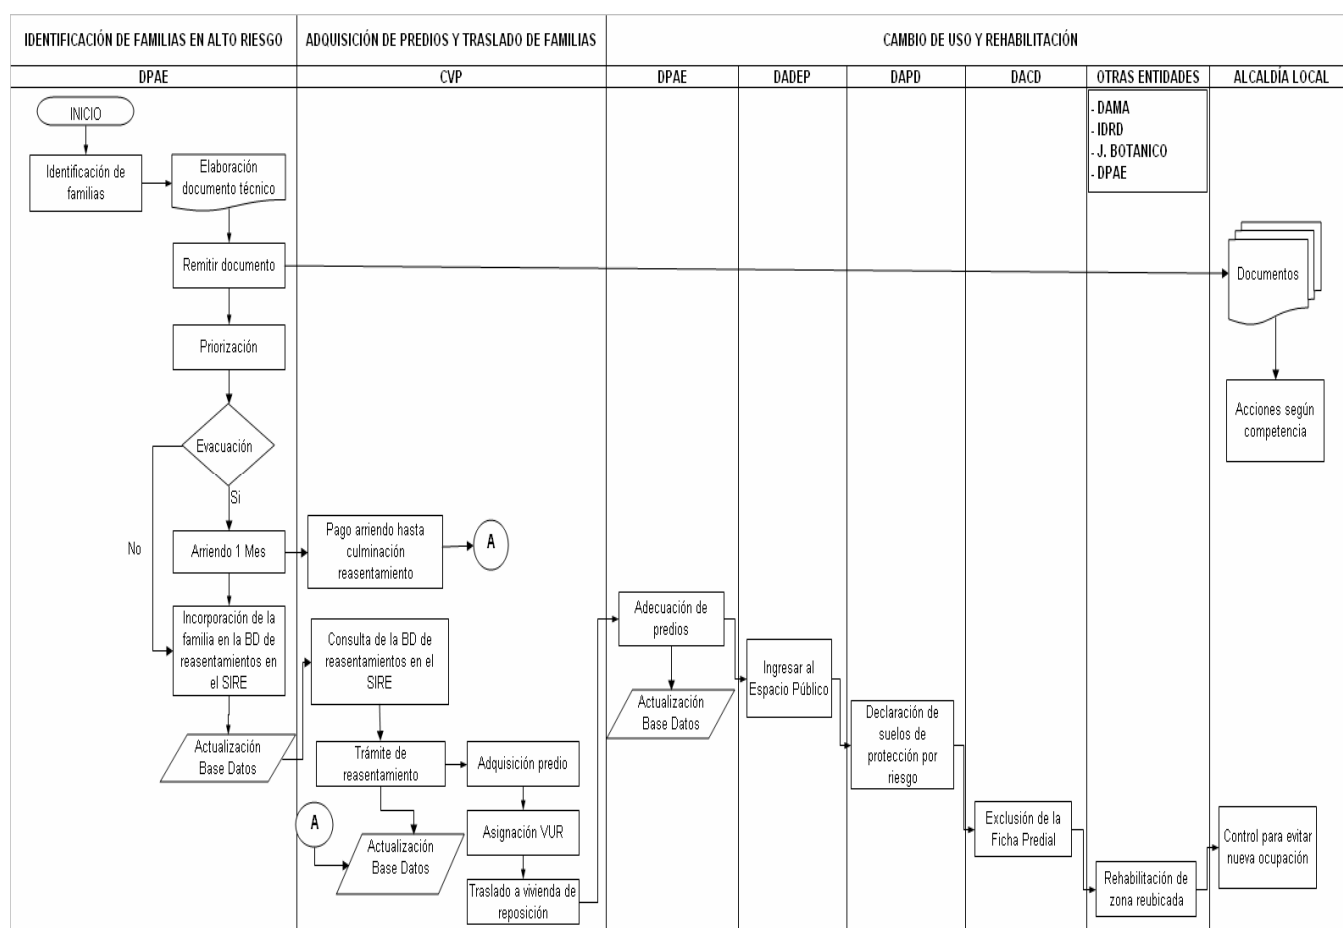 IDENTIFICACIÓN DE FAMILIAS EN ALTO RIESGO
ADQUISICIÓN DE PREDIOS Y TRASLADO DE FAMILIAS
CAMBIO DE USO Y REHABILITACIÓN
DPAE
CVP
DPAE
DADEP
DAPD
DACD
OTRAS ENTIDADES
ALCALDÍA LOCAL
- DAMA
- IDRD
- J. BOTANICO
- DPAE
INICIO
Identificación de
familias
Elaboración
documento técnico
Remitir documento
Documentos
Priorización
Acciones según
competencia
Evacuación
Si
No
Arriendo 1 Mes
Pago arriendo hasta
culminación
reasentamiento
A
Incorporación de la
familia en la BD de
reasentamientos en
el SIRE
Actualización
Base Datos
Consulta de la BD de
reasentamientos en el
SIRE
Trámite de
reasentamiento
Adquisición predio
A
Actualización
Base Datos
Asignación VUR
Traslado a vivienda de
reposición
Adecuación de
predios
Actualización
Base Datos
Ingresar al
Espacio Público
Declaración de
suelos de
protección por
riesgo
Exclusión de la
Ficha Predial
Rehabilitación de
zona reubicada
Control para evitar
nueva ocupación